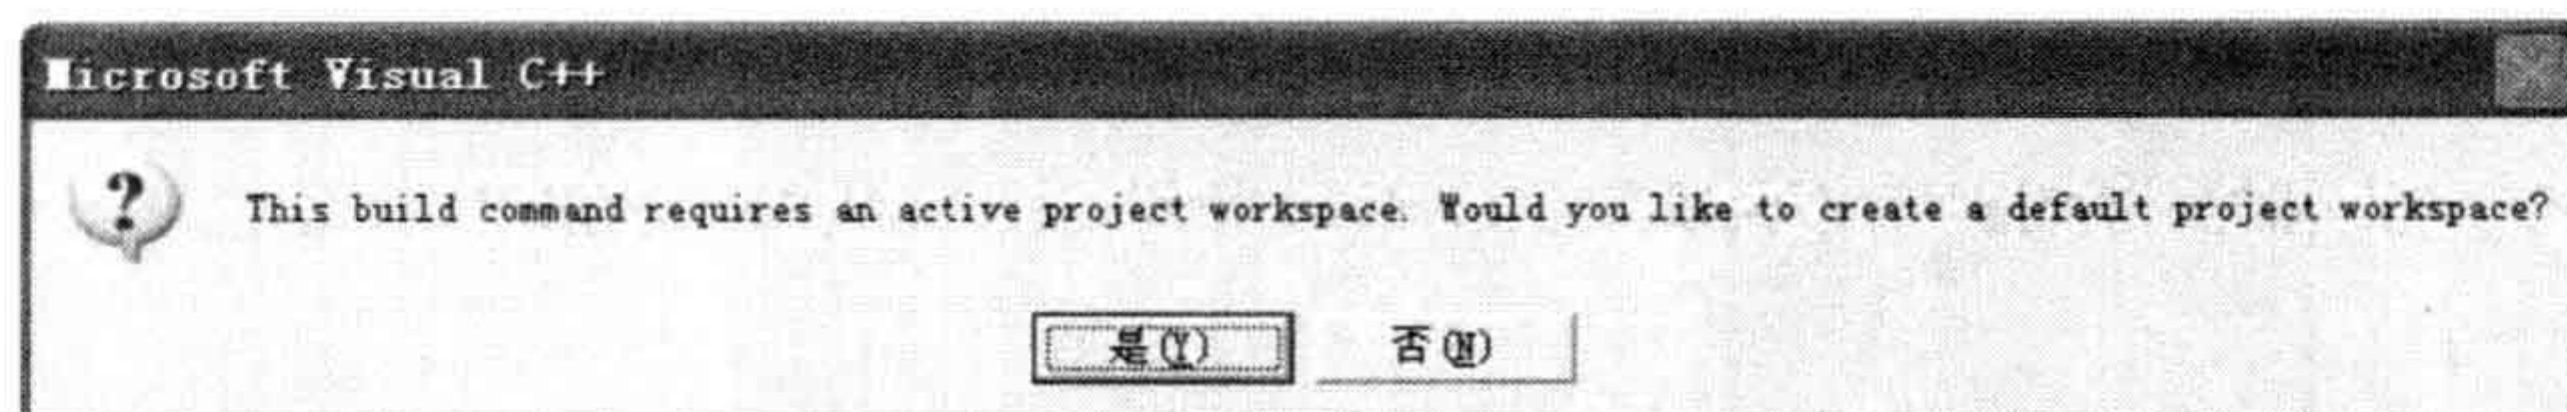 Microsoft Visual C++
This build command requires an active project workspace. Would you like to create a default project workspace?
是(Y) 否(N)